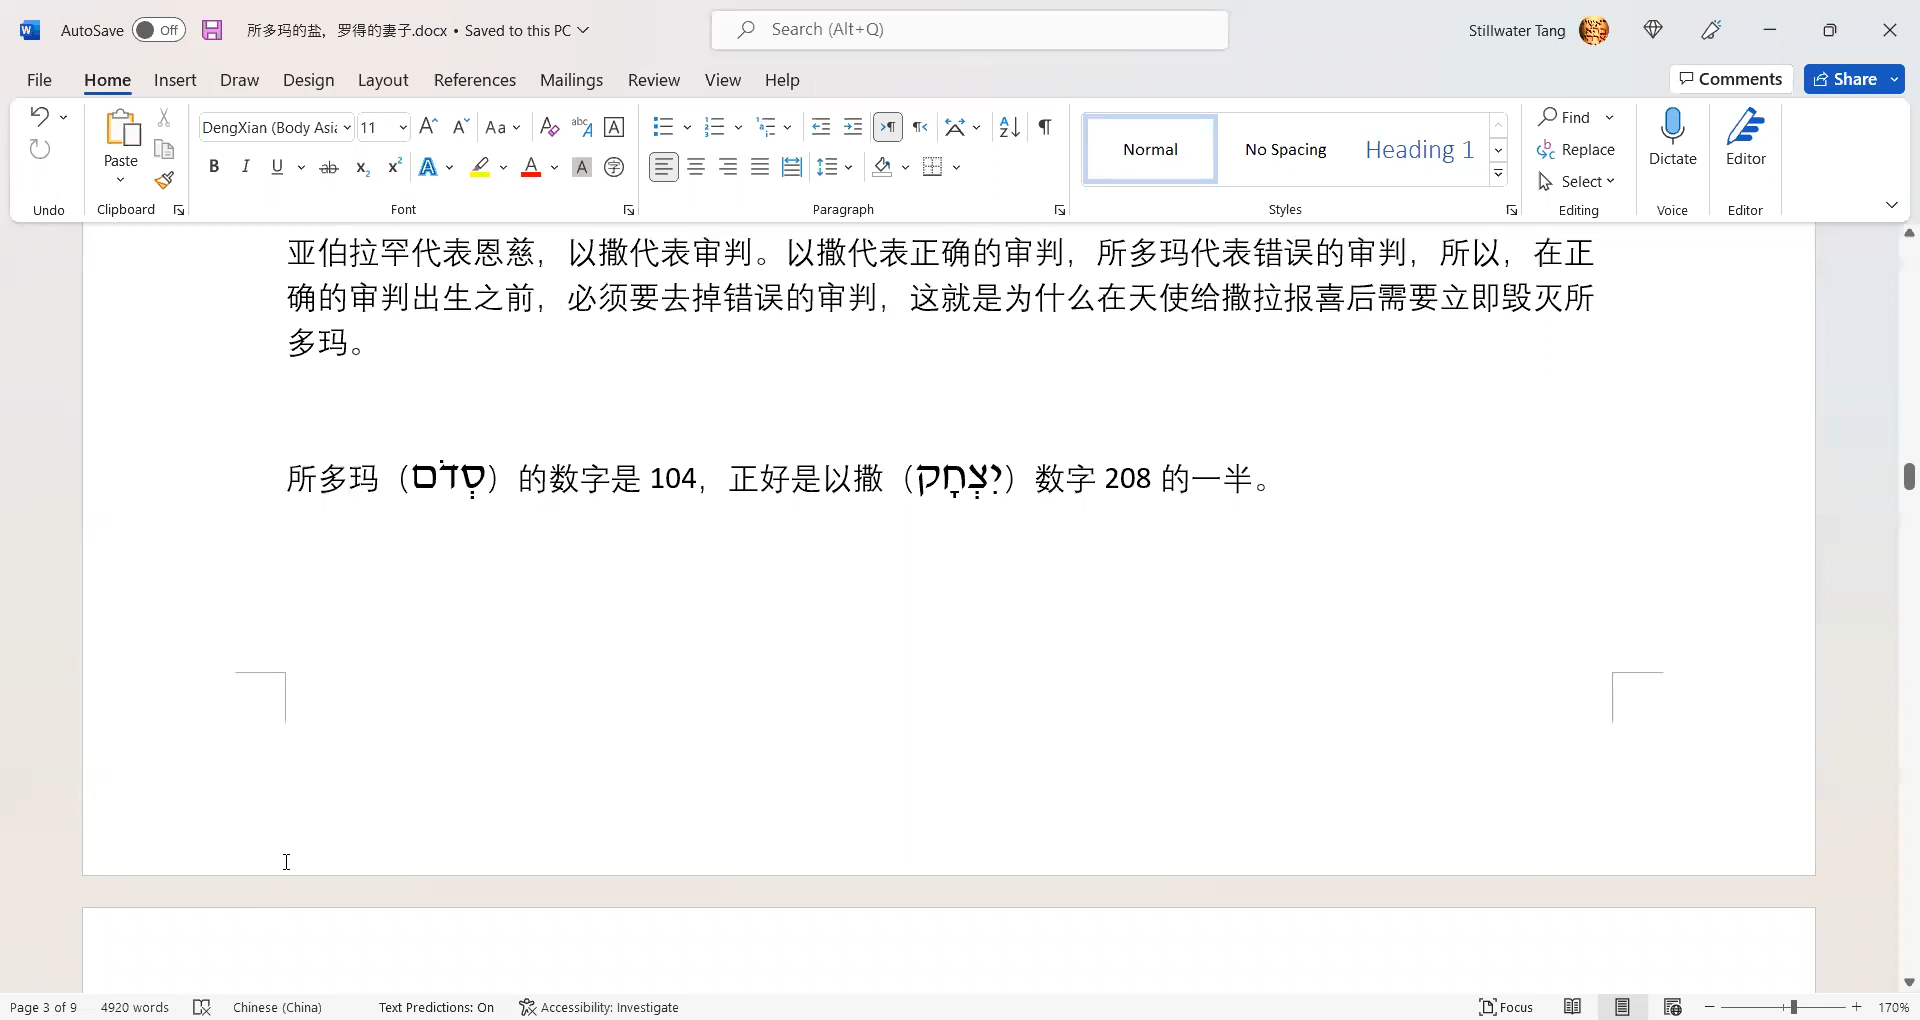 AutoSave Off 所多玛的盐，罗得的妻子.docx • Saved to this PC Search (Alt+Q) Stillwater Tang
File Home Insert Draw Design Layout References Mailings Review View Help Comments Share
DengXian (Body Asia 11 Aa Find
Paste Normal No Spacing Heading 1 Replace Dictate Editor
Select
Undo Clipboard Font Paragraph Styles Editing Voice Editor
亚伯拉罕代表恩慈，以撒代表审判。以撒代表正确的审判，所多玛代表错误的审判，所以，在正
确的审判出生之前，必须要去掉错误的审判，这就是为什么在天使给撒拉报喜后需要立即毁灭所
多玛。
所多玛（סְדֹם）的数字是 104，正好是以撒（יִצְחָק）数字 208 的一半。
Page 3 of 9 4920 words Chinese (China) Text Predictions: On Accessibility: Investigate Focus 170%